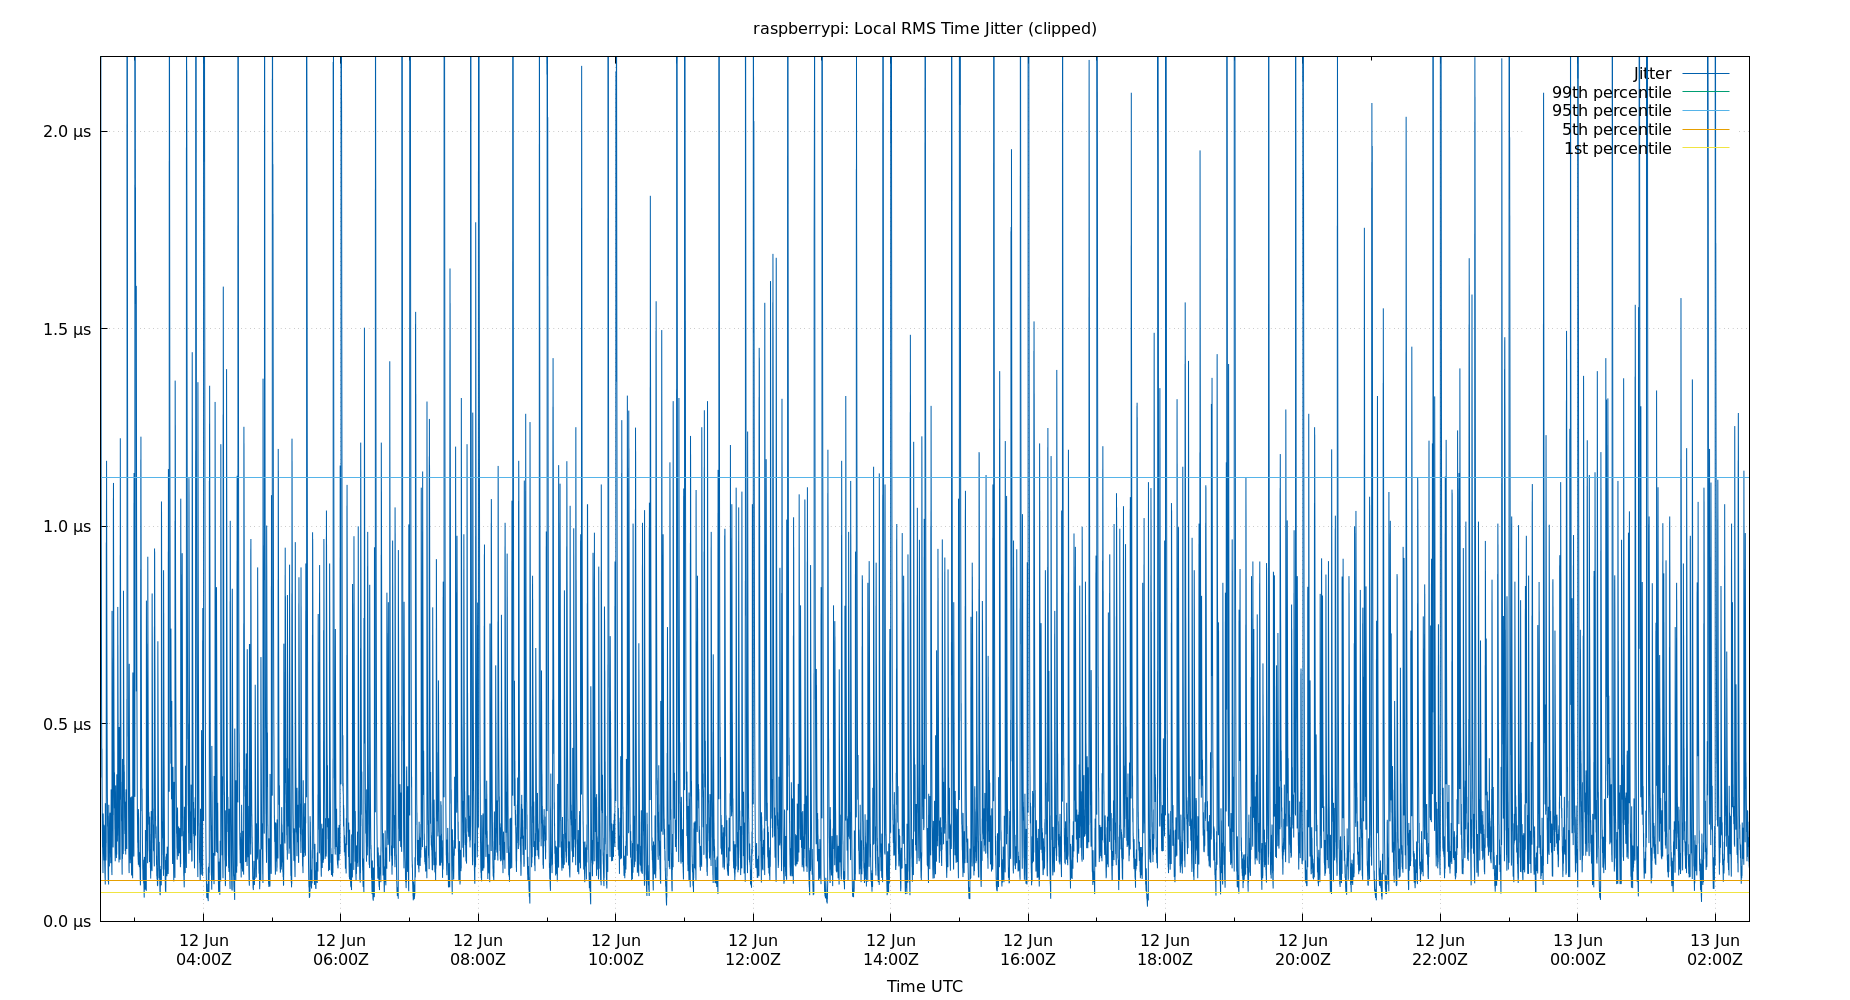 raspberrypi: Local RMS Time Jitter (clipped)
Jitter
99th percentile
95th percentile
5th percentile
1st percentile
2.0 µs
1.5 µs
1.0 µs
0.5 µs
0.0 µs
12 Jun 12 Jun 12 Jun 12 Jun 12 Jun 12 Jun 12 Jun 12 Jun 12 Jun 12 Jun 13 Jun 13 Jun
04:00Z 06:00Z 08:00Z 10:00Z 12:00Z 14:00Z 16:00Z 18:00Z 20:00Z 22:00Z 00:00Z 02:00Z
Time UTC